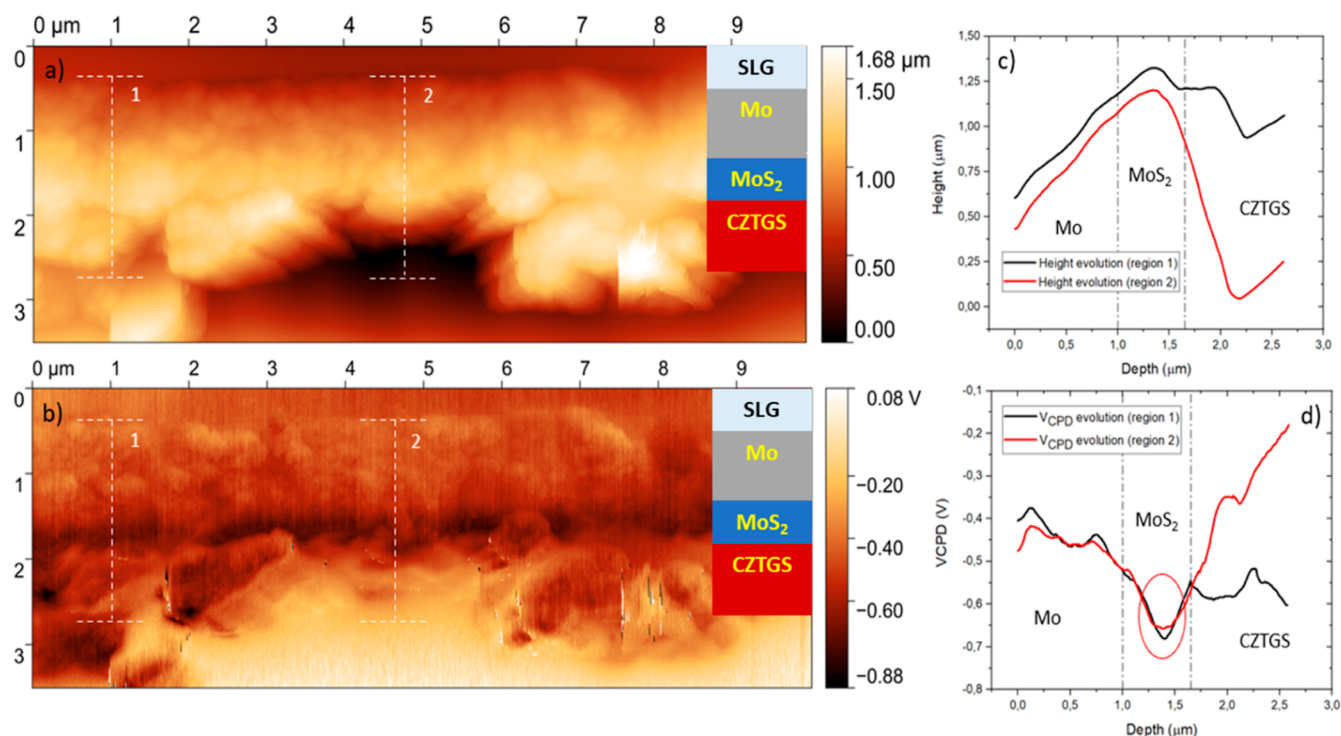 0 µm 1 2 3 4 5 6 7 8 9
0
1
2
3
a)
1
2
SLG
Mo
MoS₂
CZTGS
1.68 µm
1.50
1.00
0.50
0.00
0 µm 1 2 3 4 5 6 7 8 9
0
1
2
3
b)
1
2
SLG
Mo
MoS₂
CZTGS
0.08 V
−0.20
−0.40
−0.60
−0.88
c)
Height (µm)
1,50
1,25
1,00
0,75
0,50
0,25
0,00
Mo
MoS₂
CZTGS
Height evolution (region 1)
Height evolution (region 2)
0,0 0,5 1,0 1,5 2,0 2,5 3,0
Depth (µm)
d)
VCPD (V)
-0,1
-0,2
-0,3
-0,4
-0,5
-0,6
-0,7
-0,8
V_CPD evolution (region 1)
V_CPD evolution (region 2)
Mo
MoS₂
CZTGS
0,0 0,5 1,0 1,5 2,0 2,5 3,0
Depth (µm)